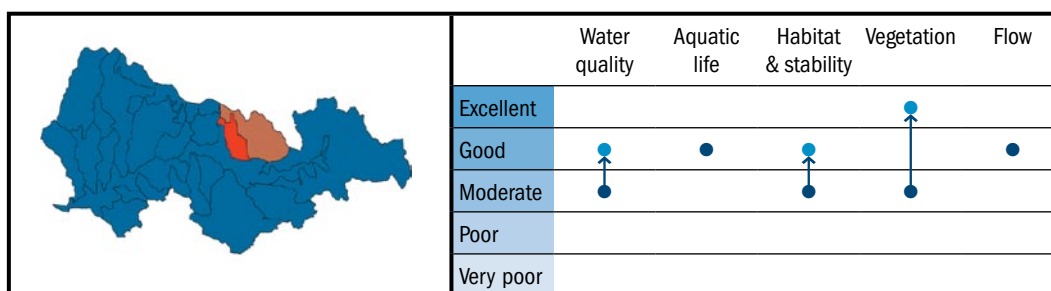 Water quality
Aquatic life
Habitat & stability
Vegetation
Flow
Excellent
Good
Moderate
Poor
Very poor